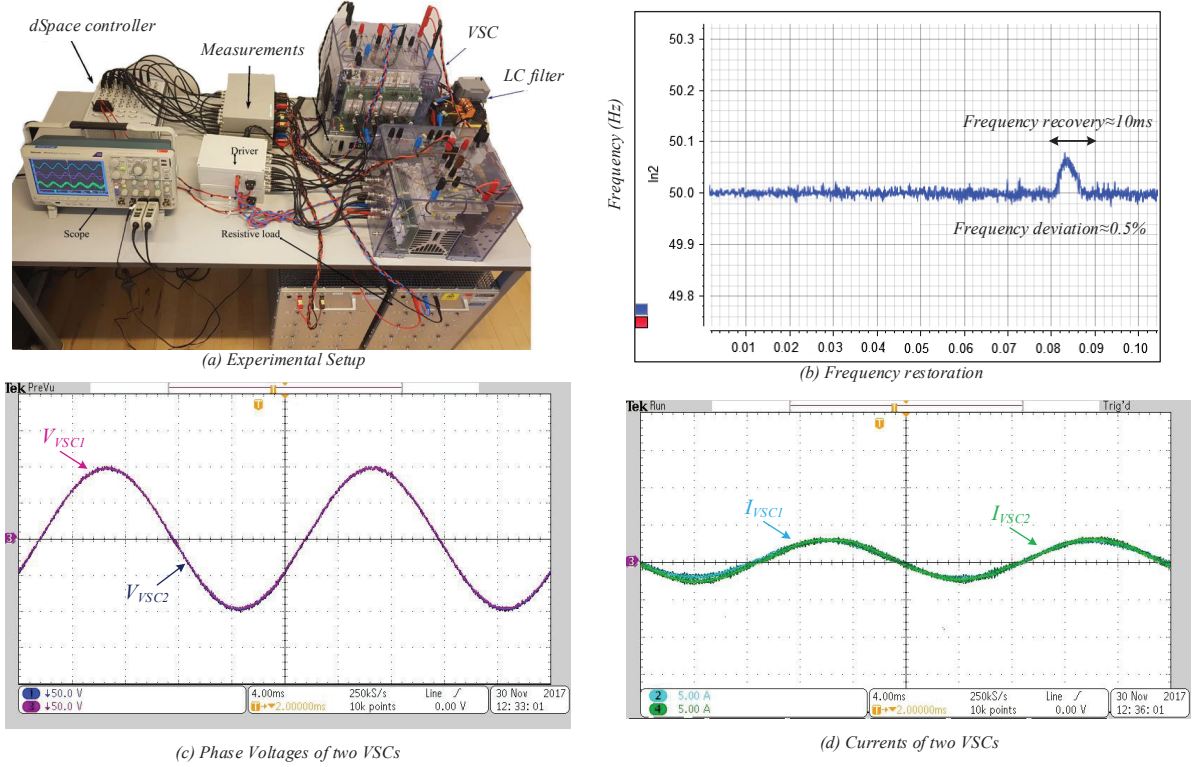 dSpace controller
Measurements
VSC
LC filter
Driver
Scope
Resistive load
(a) Experimental Setup
50.3
50.2
50.1
50.0
49.9
49.8
Frequency (Hz)
In2
Frequency recovery≈10ms
Frequency deviation≈0.5%
0.01 0.02 0.03 0.04 0.05 0.06 0.07 0.08 0.09 0.10
(b) Frequency restoration
Tek PreVu
T
T
V_VSC1
3
V_VSC2
1 ↓50.0 V
3 ↓50.0 V
4.00ms 250kS/s Line ∫
T→▼2.00000ms 10k points 0.00 V
30 Nov 2017
12:33:01
(c) Phase Voltages of two VSCs
Tek Run Trig'd
T
T
I_VSC1
I_VSC2
3
2 5.00 A
4 5.00 A
4.00ms 250kS/s Line ∫
T→▼2.00000ms 10k points 0.00 V
30 Nov 2017
12:36:01
(d) Currents of two VSCs